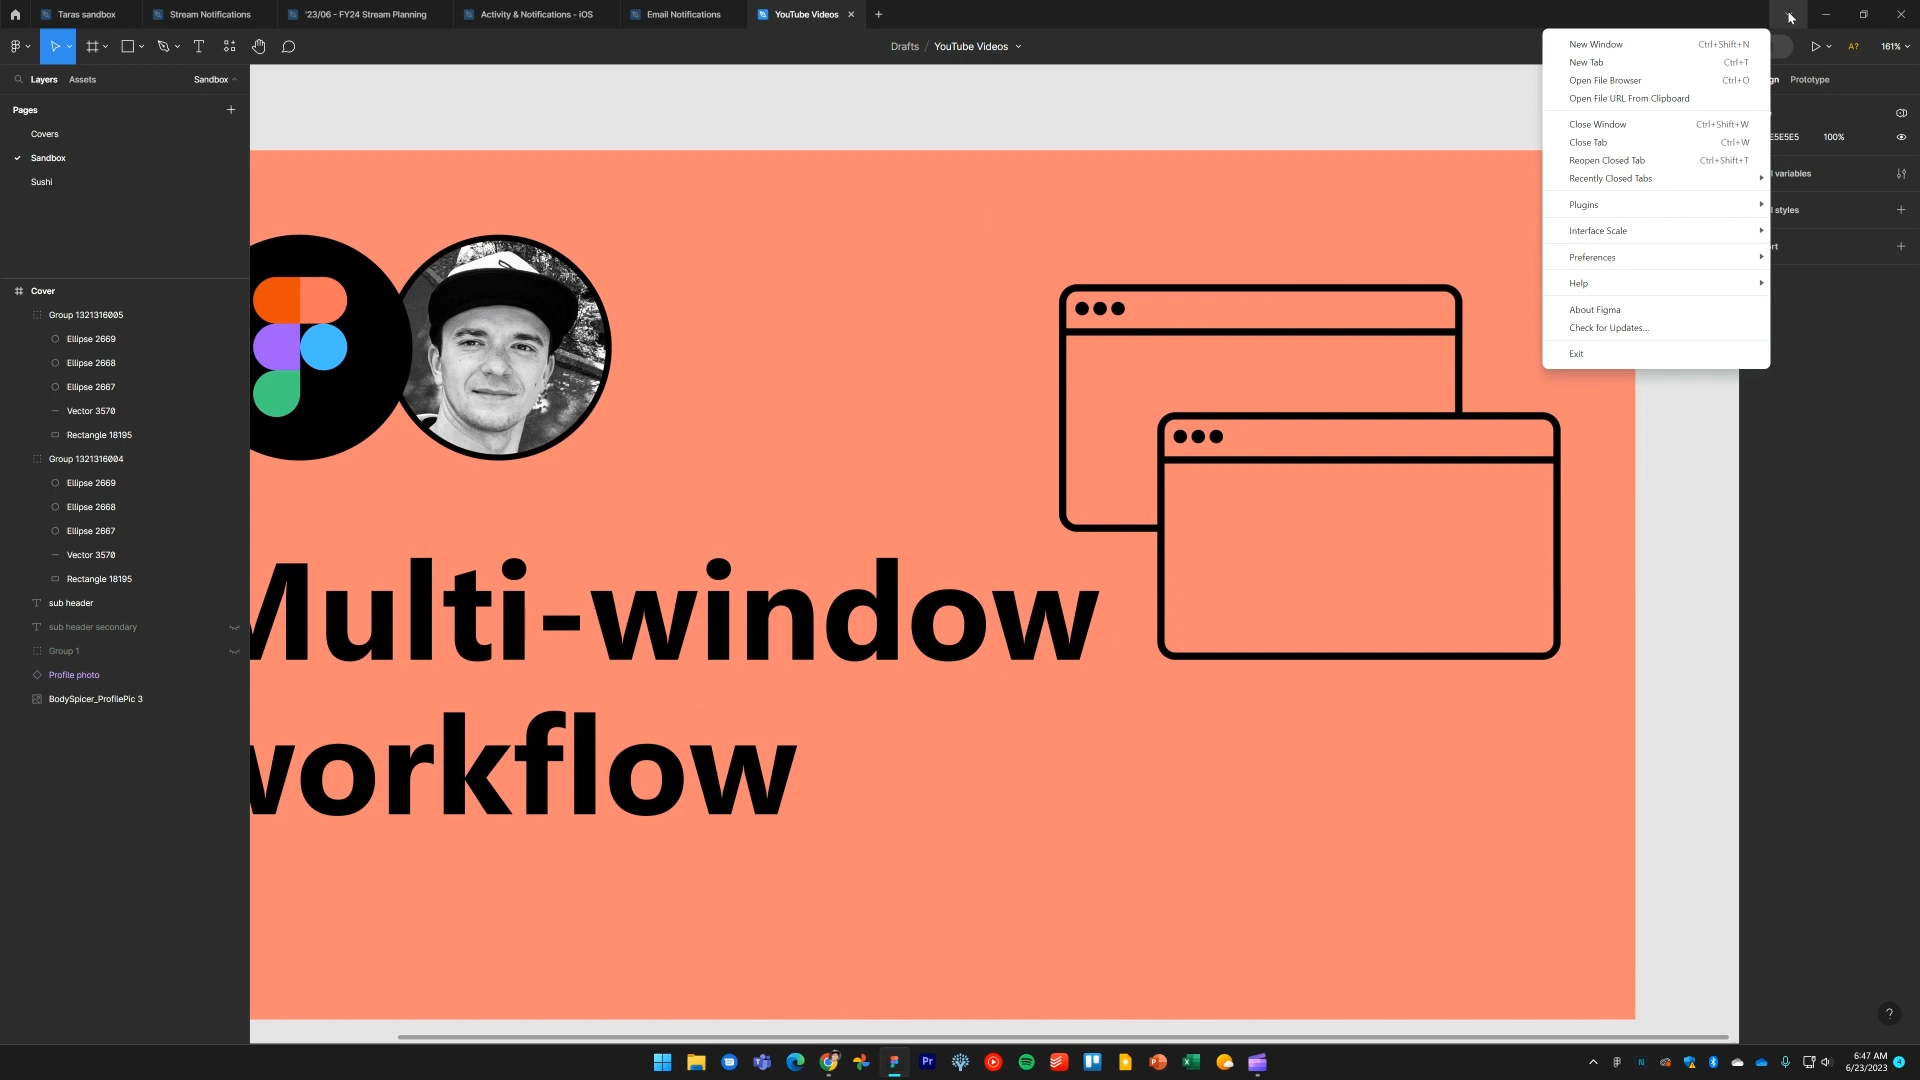 Taras sandbox
Stream Notifications
'23/06 - FY24 Stream Planning
Activity & Notifications - iOS
Email Notifications
YouTube Videos
Drafts / YouTube Videos
A?
161%
Layers
Assets
Sandbox
Pages
Covers
Sandbox
Sushi
Cover
Group 1321316005
Ellipse 2669
Ellipse 2668
Ellipse 2667
Vector 3570
Rectangle 18195
Group 1321316004
Ellipse 2669
Ellipse 2668
Ellipse 2667
Vector 3570
Rectangle 18195
sub header
sub header secondary
Group 1
Profile photo
BodySpicer_ProfilePic 3
Multi-window
workflow
New Window Ctrl+Shift+N
New Tab Ctrl+T
Open File Browser Ctrl+O
Open File URL From Clipboard
Close Window Ctrl+Shift+W
Close Tab Ctrl+W
Reopen Closed Tab Ctrl+Shift+T
Recently Closed Tabs
Plugins
Interface Scale
Preferences
Help
About Figma
Check for Updates...
Exit
gn
Prototype
E5E5E5 100%
l variables
l styles
rt
?
Pr
6:47 AM
6/23/2023
4